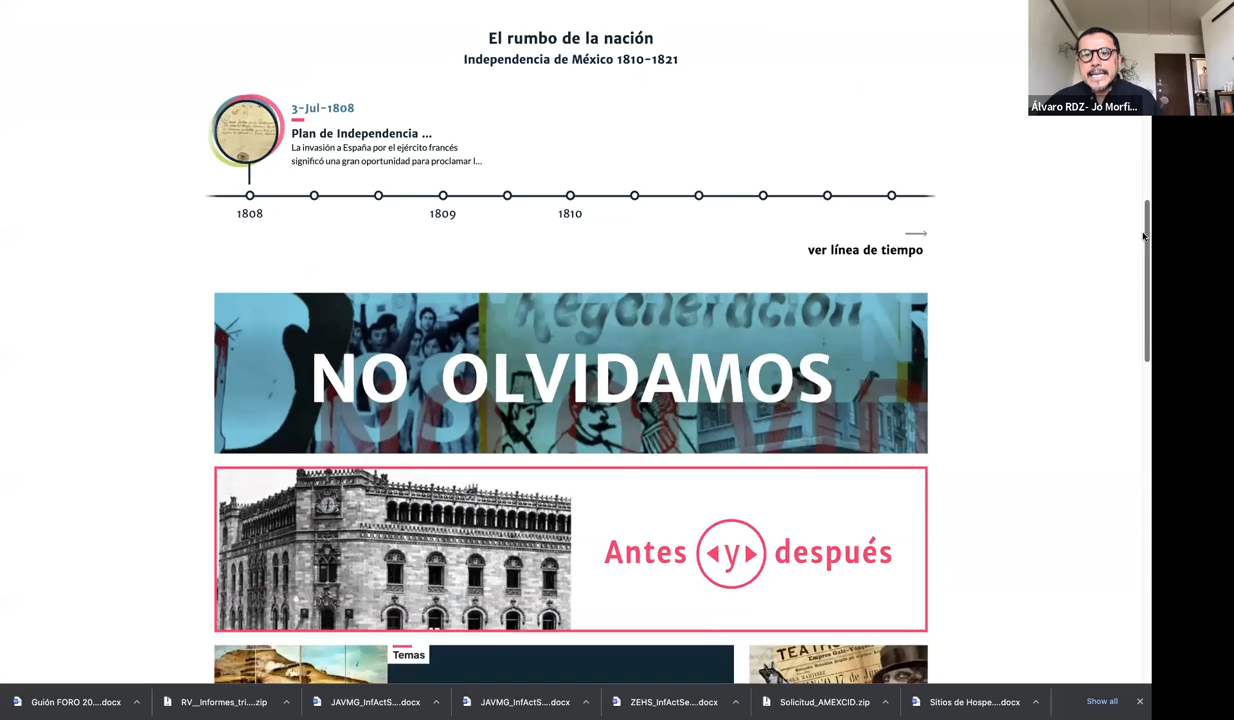 El rumbo de la nación
Independencia de México 1810-1821
3-Jul-1808
Plan de Independencia ...
La invasión a España por el ejército francés
significó una gran oportunidad para proclamar l...
1808
1809
1810
ver línea de tiempo
Regeneración
NO OLVIDAMOS
Antes y después
Temas
TEATRO
Álvaro RDZ- Jo Morfi...
Guión FORO 20....docx
RV__Informes_tri....zip
JAVMG_InfActS....docx
JAVMG_InfActS....docx
ZEHS_InfActSe....docx
Solicitud_AMEXCID.zip
Sitios de Hospe....docx
Show all